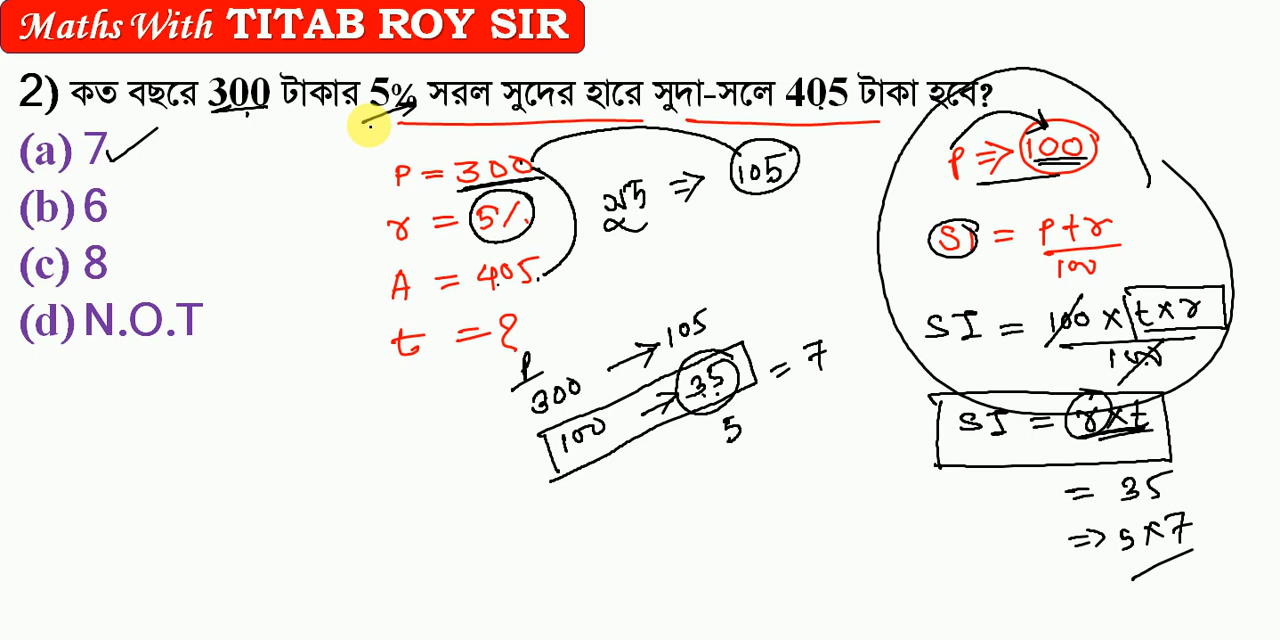 Maths With TITAB ROY SIR
2) কত বছরে 300 টাকার 5% সরল সুদের হারে সুদা-সলে 405 টাকা হবে?
(a) 7 ✓
(b) 6
(c) 8
(d) N.O.T
P = 300
r = 5%
A = 405
t = ?
সুদ ⇒ 105
P
300 → 105
100 → 35 = 7
5
P ⇒ 100
SI = P+r
100
SI = 100 × t × r
100
SI = r×t
= 35
⇒ 5×7